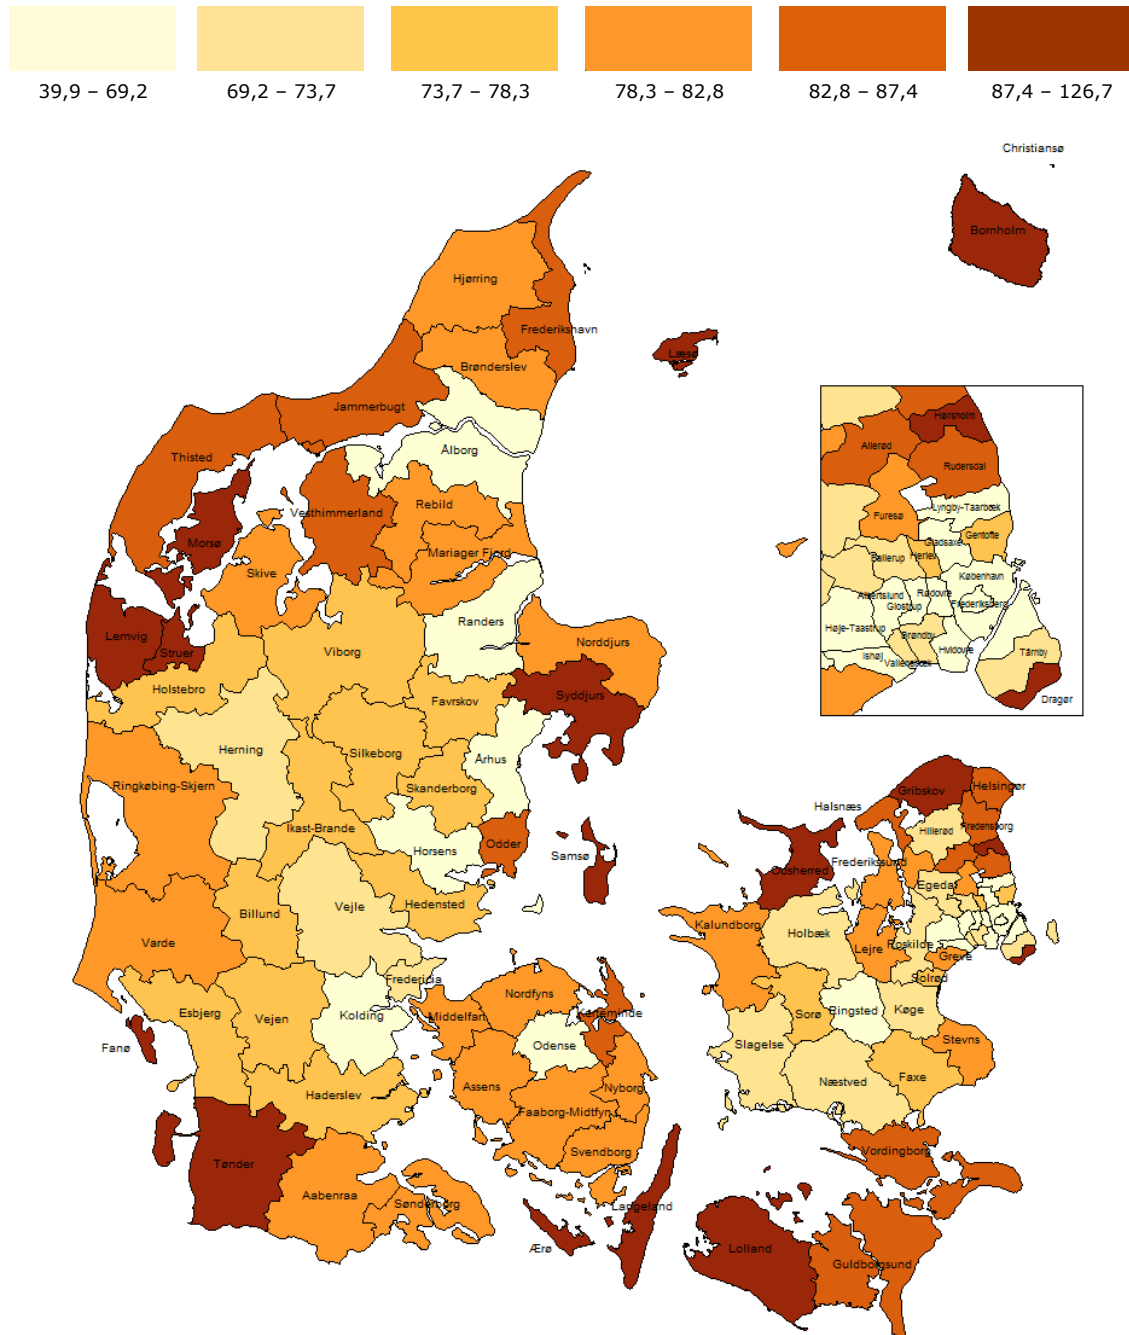 39,9 – 69,2
69,2 – 73,7
73,7 – 78,3
78,3 – 82,8
82,8 – 87,4
87,4 – 126,7
Christiansø
Bornholm
Hjørring
Frederikshavn
Læsø
Brønderslev
Jammerbugt
Ålborg
Thisted
Vesthimmerland
Rebild
Morsø
Mariager Fjord
Skive
Randers
Lemvig
Struer
Viborg
Norddjurs
Holstebro
Favrskov
Syddjurs
Herning
Silkeborg
Århus
Ringkøbing-Skjern
Skanderborg
Ikast-Brande
Horsens
Odder
Samsø
Billund
Vejle
Hedensted
Varde
Fredericia
Esbjerg
Vejen
Kolding
Fanø
Haderslev
Tønder
Aabenraa
Sønderborg
Nordfyns
Middelfart
Kerteminde
Odense
Assens
Nyborg
Faaborg-Midtfyn
Svendborg
Langeland
Ærø
Hørsholm
Allerød
Rudersdal
Lyngby-Taarbæk
Furesø
Gentofte
Gladsaxe
Ballerup
Herlev
København
Albertslund
Rødovre
Frederiksberg
Glostrup
Høje-Taastrup
Brøndby
Hvidovre
Ishøj
Vallensbæk
Tårnby
Dragør
Gribskov
Helsingør
Halsnæs
Hillerød
Fredensborg
Odsherred
Frederikssund
Egedal
Kalundborg
Holbæk
Lejre
Roskilde
Greve
Solrød
Sorø
Ringsted
Køge
Slagelse
Stevns
Næstved
Faxe
Vordingborg
Lolland
Guldborgsund